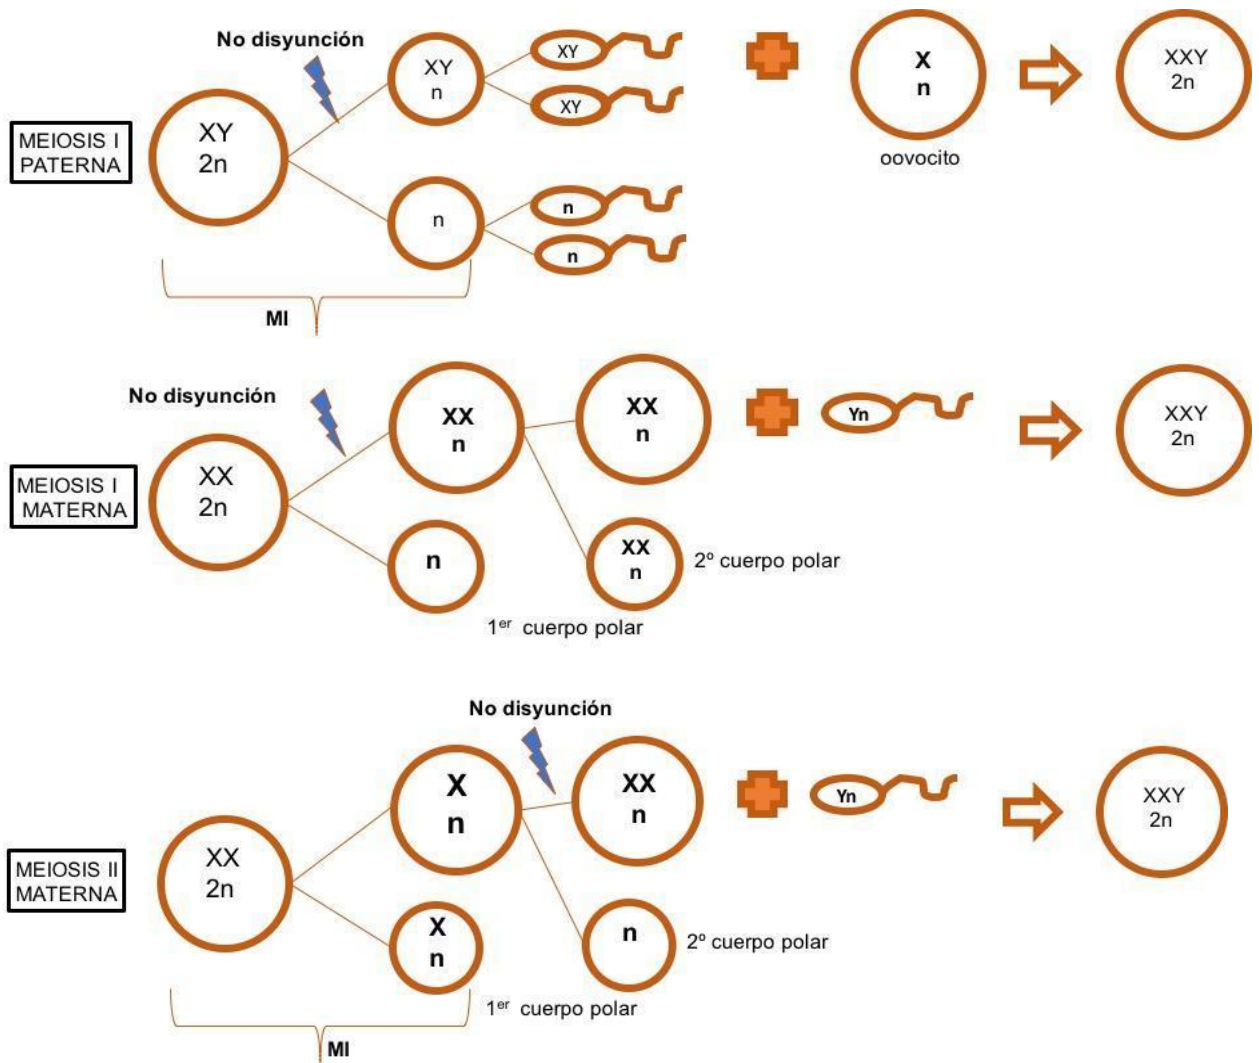 No disyunción
MEIOSIS I
PATERNA
XY
2n
XY
n
n
XY
XY
n
n
X
n
oovocito
XXY
2n
MI
No disyunción
MEIOSIS I
MATERNA
XX
2n
XX
n
n
1er cuerpo polar
XX
n
XX
n
2º cuerpo polar
Yn
XXY
2n
No disyunción
MEIOSIS II
MATERNA
XX
2n
X
n
X
n
1er cuerpo polar
XX
n
n
2º cuerpo polar
Yn
XXY
2n
MI